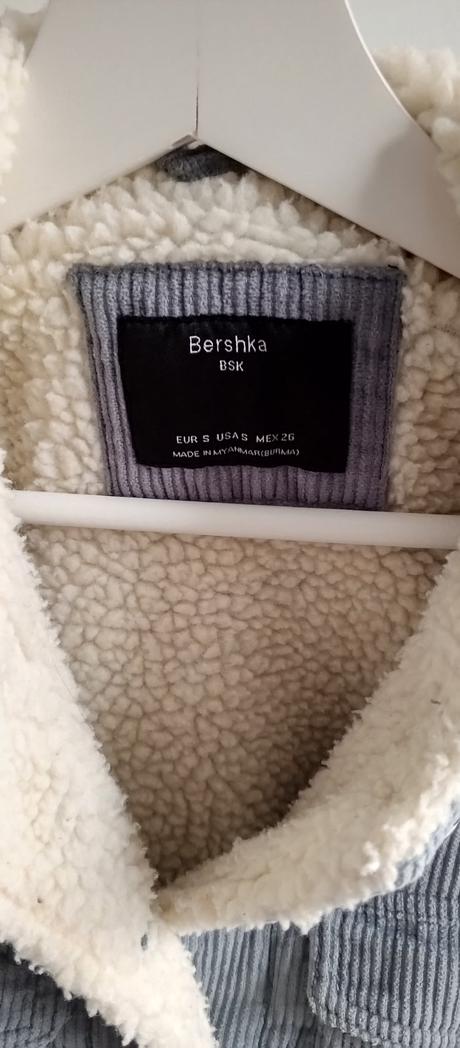 Bershka
BSK
EUR S USA S MEX 26
MADE IN MYANMAR(BURMA)